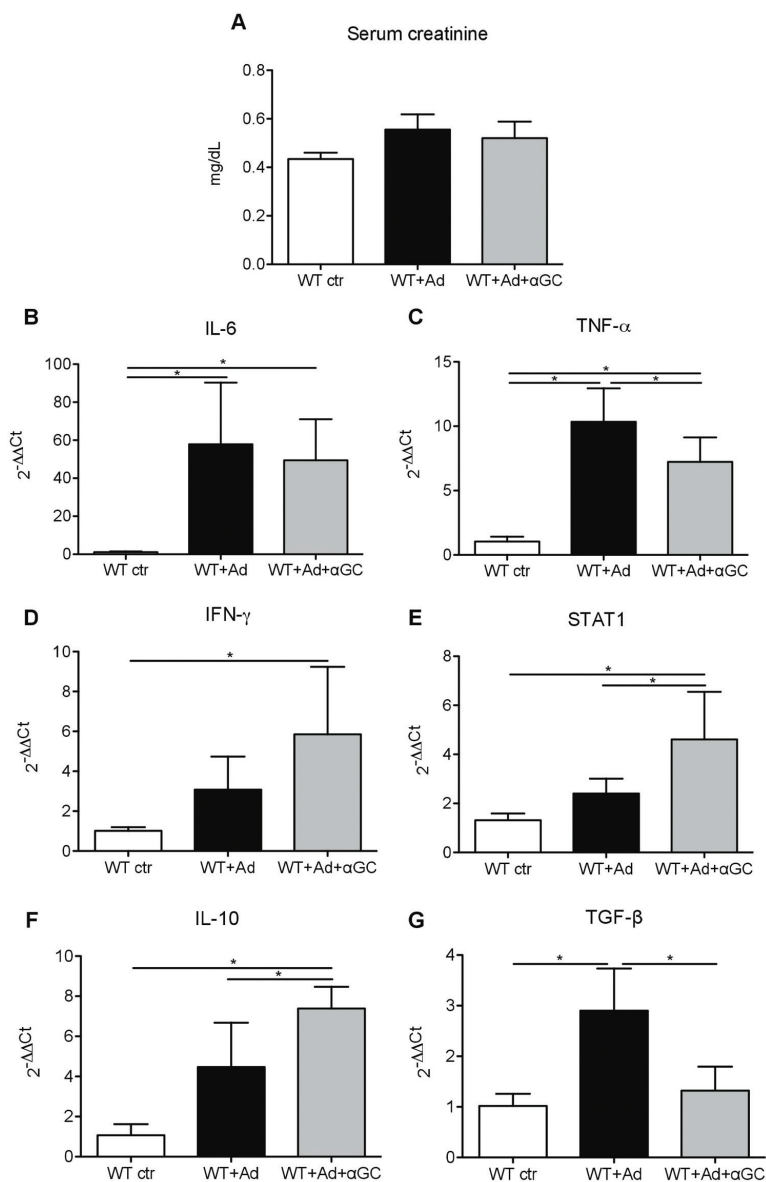 A
Serum creatinine
mg/dL
0.8
0.6
0.4
0.2
0.0
WT ctr WT+Ad WT+Ad+αGC
B
IL-6
2-ΔΔCt
100
80
60
40
20
0
*
*
WT ctr WT+Ad WT+Ad+αGC
C
TNF-α
2-ΔΔCt
15
10
5
0
*
* *
WT ctr WT+Ad WT+Ad+αGC
D
IFN-γ
2-ΔΔCt
10
8
6
4
2
0
*
WT ctr WT+Ad WT+Ad+αGC
E
STAT1
2-ΔΔCt
8
6
4
2
0
*
*
WT ctr WT+Ad WT+Ad+αGC
F
IL-10
2-ΔΔCt
10
8
6
4
2
0
*
*
WT ctr WT+Ad WT+Ad+αGC
G
TGF-β
2-ΔΔCt
4
3
2
1
0
* *
WT ctr WT+Ad WT+Ad+αGC